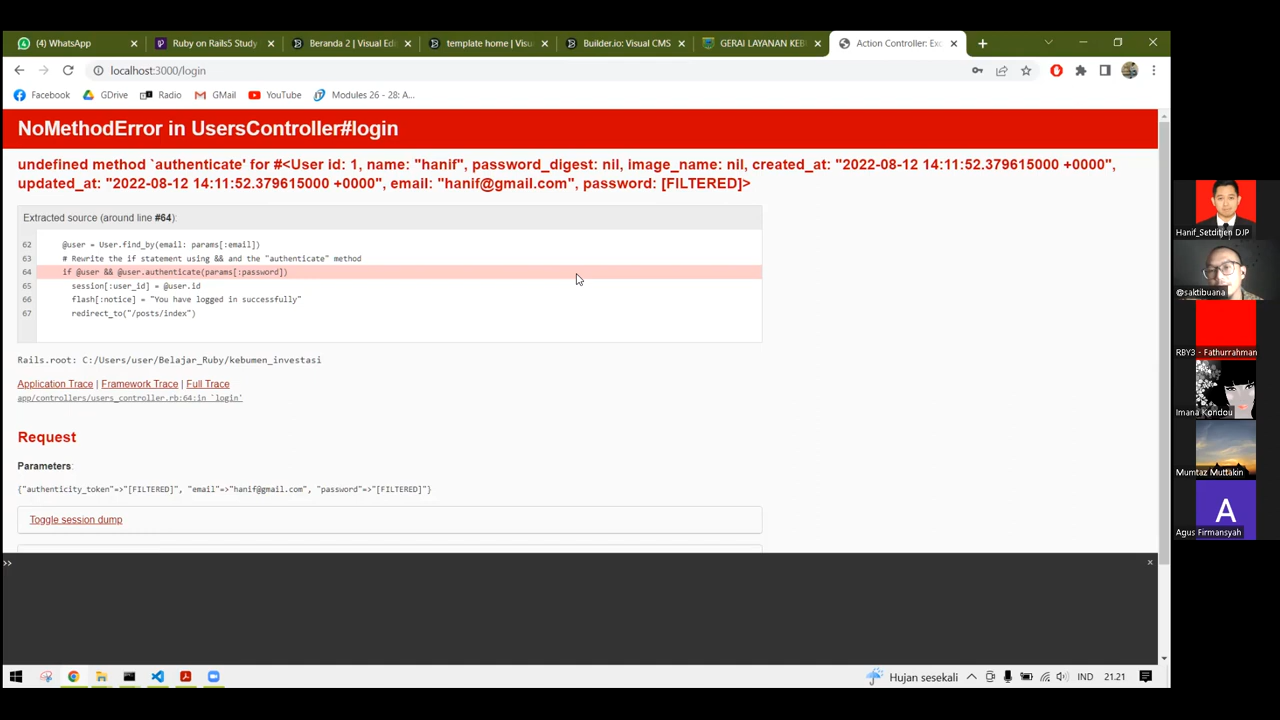 (4) WhatsApp
Ruby on Rails5 Study
Beranda 2 | Visual Edi
template home | Visu
Builder.io: Visual CMS
GERAI LAYANAN KEB
Action Controller: Exc
localhost:3000/login
Facebook
GDrive
Radio
GMail
YouTube
Modules 26 - 28: A...
NoMethodError in UsersController#login
undefined method `authenticate' for #<User id: 1, name: "hanif", password_digest: nil, image_name: nil, created_at: "2022-08-12 14:11:52.379615000 +0000",
updated_at: "2022-08-12 14:11:52.379615000 +0000", email: "hanif@gmail.com", password: [FILTERED]>
Extracted source (around line #64):
62 @user = User.find_by(email: params[:email])
63 # Rewrite the if statement using && and the "authenticate" method
64 if @user && @user.authenticate(params[:password])
65 session[:user_id] = @user.id
66 flash[:notice] = "You have logged in successfully"
67 redirect_to("/posts/index")
Rails.root: C:/Users/user/Belajar_Ruby/kebumen_investasi
Application Trace | Framework Trace | Full Trace
app/controllers/users_controller.rb:64:in `login'
Request
Parameters:
{"authenticity_token"=>"[FILTERED]", "email"=>"hanif@gmail.com", "password"=>"[FILTERED]"}
Toggle session dump
>>
x
Hanif_Setditjen DJP
@saktibuana
RBY3 - Fathurrahman
Imana Kondou
Mumtaz Muttakin
A
Agus Firmansyah
Hujan sesekali
IND
21.21